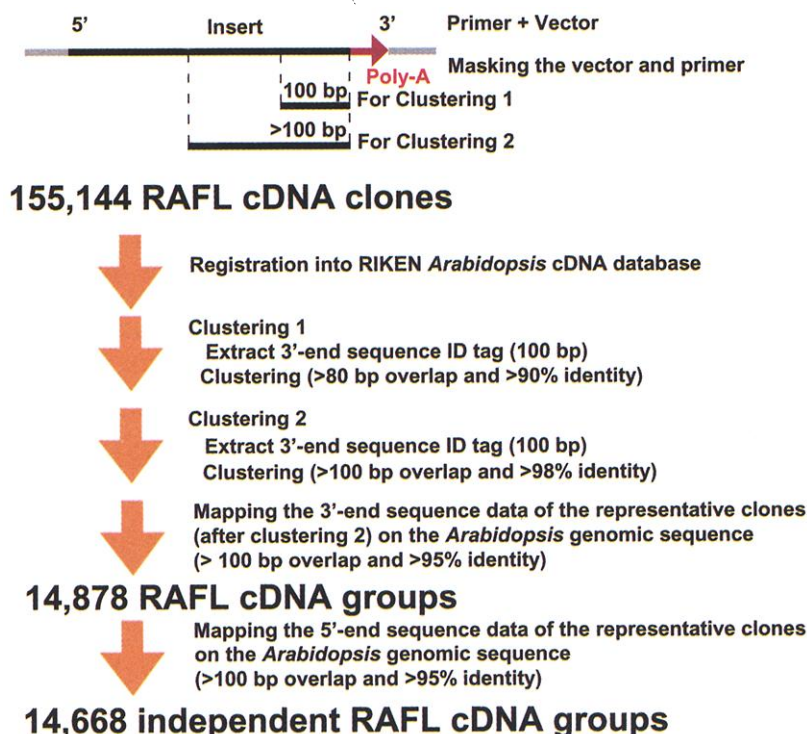 5' Insert 3' Primer + Vector
Poly-A Masking the vector and primer
100 bp For Clustering 1
>100 bp For Clustering 2
155,144 RAFL cDNA clones
Registration into RIKEN Arabidopsis cDNA database
Clustering 1
Extract 3'-end sequence ID tag (100 bp)
Clustering (>80 bp overlap and >90% identity)
Clustering 2
Extract 3'-end sequence ID tag (100 bp)
Clustering (>100 bp overlap and >98% identity)
Mapping the 3'-end sequence data of the representative clones
(after clustering 2) on the Arabidopsis genomic sequence
(> 100 bp overlap and >95% identity)
14,878 RAFL cDNA groups
Mapping the 5'-end sequence data of the representative clones
on the Arabidopsis genomic sequence
(>100 bp overlap and >95% identity)
14,668 independent RAFL cDNA groups